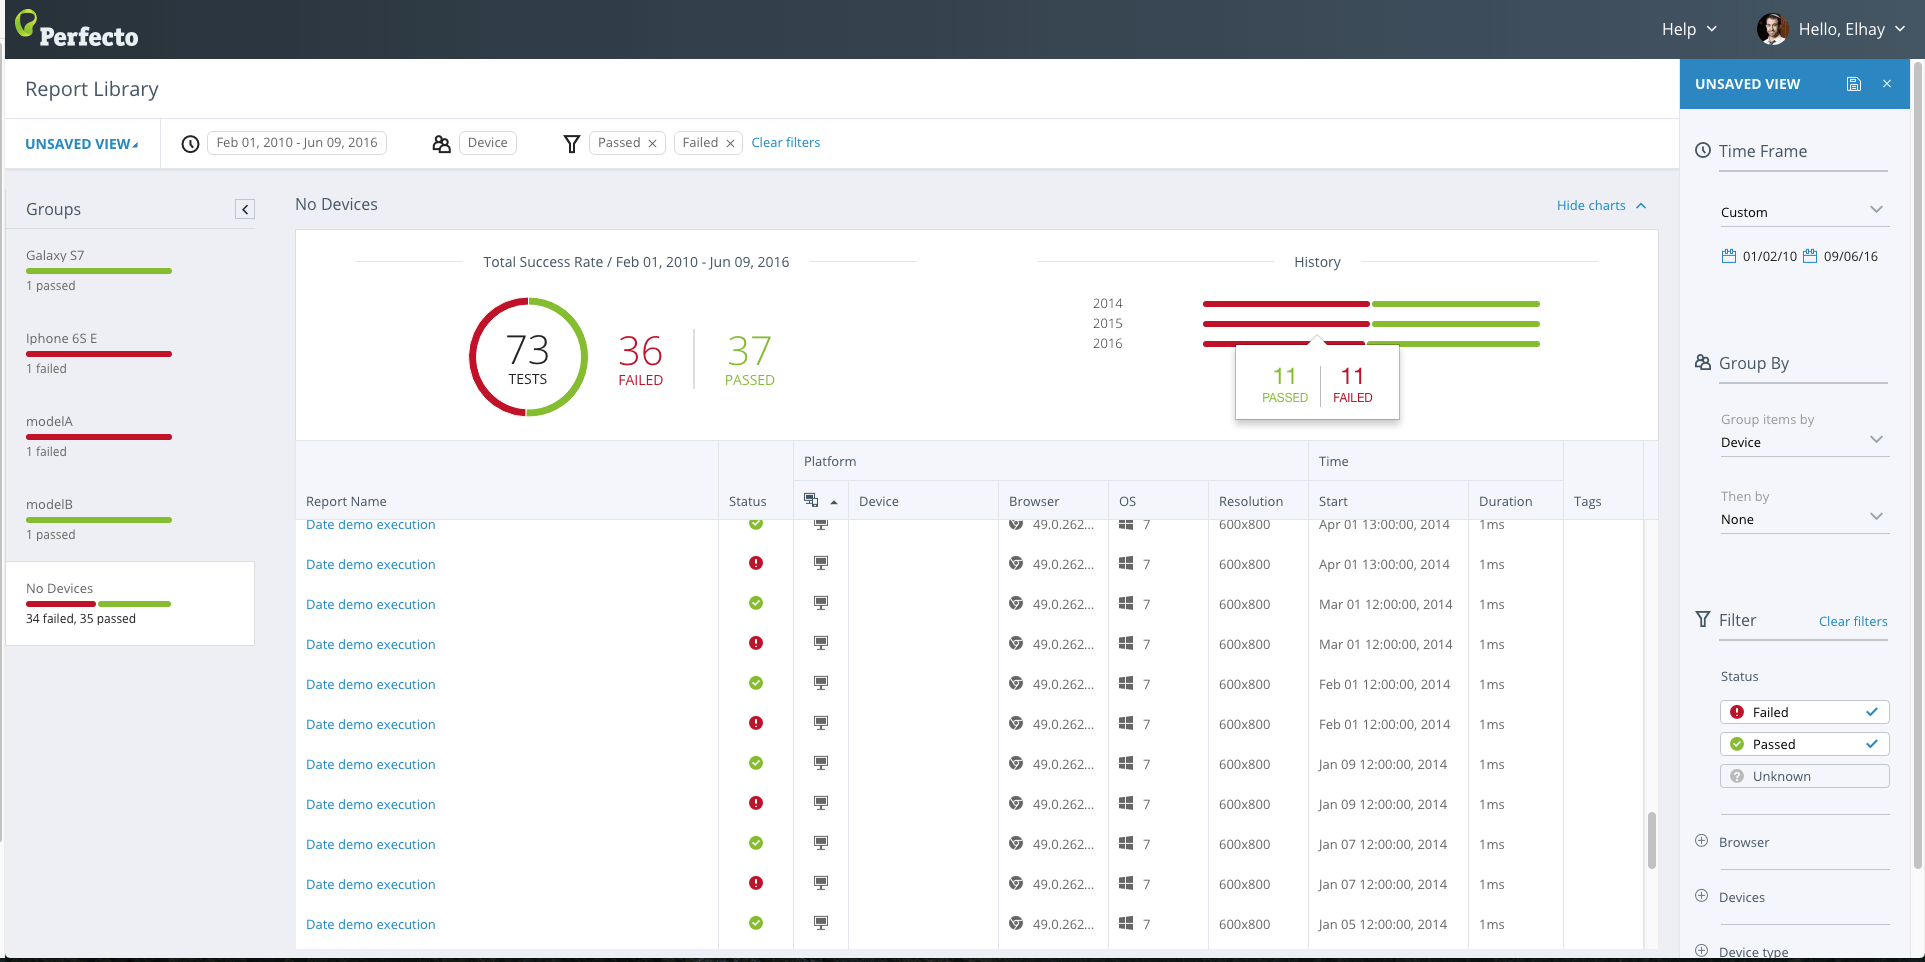 Perfecto
Help
Hello, Elhay
Report Library
UNSAVED VIEW
Feb 01, 2010 - Jun 09, 2016
Device
Passed
Failed
Clear filters
Groups
Galaxy S7
1 passed
Iphone 6S E
1 failed
modelA
1 failed
modelB
1 passed
No Devices
34 failed, 35 passed
No Devices
Hide charts
Total Success Rate / Feb 01, 2010 - Jun 09, 2016
73
TESTS
36
FAILED
37
PASSED
History
2014
2015
2016
11
PASSED
11
FAILED
Platform
Time
Report Name
Status
Device
Browser
OS
Resolution
Start
Duration
Tags
Date demo execution 49.0.262... 7 600x800 Apr 01 13:00:00, 2014 1ms
Date demo execution 49.0.262... 7 600x800 Apr 01 13:00:00, 2014 1ms
Date demo execution 49.0.262... 7 600x800 Mar 01 12:00:00, 2014 1ms
Date demo execution 49.0.262... 7 600x800 Mar 01 12:00:00, 2014 1ms
Date demo execution 49.0.262... 7 600x800 Feb 01 12:00:00, 2014 1ms
Date demo execution 49.0.262... 7 600x800 Feb 01 12:00:00, 2014 1ms
Date demo execution 49.0.262... 7 600x800 Jan 09 12:00:00, 2014 1ms
Date demo execution 49.0.262... 7 600x800 Jan 09 12:00:00, 2014 1ms
Date demo execution 49.0.262... 7 600x800 Jan 07 12:00:00, 2014 1ms
Date demo execution 49.0.262... 7 600x800 Jan 07 12:00:00, 2014 1ms
Date demo execution 49.0.262... 7 600x800 Jan 05 12:00:00, 2014 1ms
UNSAVED VIEW
Time Frame
Custom
01/02/10 09/06/16
Group By
Group items by
Device
Then by
None
Filter
Clear filters
Status
Failed
Passed
Unknown
Browser
Devices
Device type